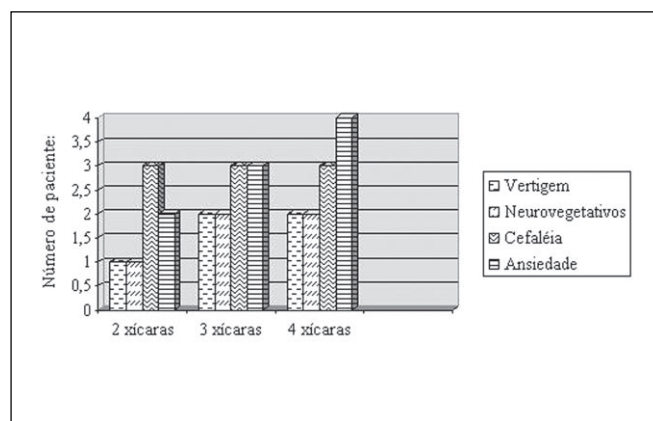 Número de paciente:
4
3,5
3
2,5
2
1,5
1
0,5
0
2 xícaras
3 xícaras
4 xícaras
Vertigem
Neurovegetativos
Cefaléia
Ansiedade